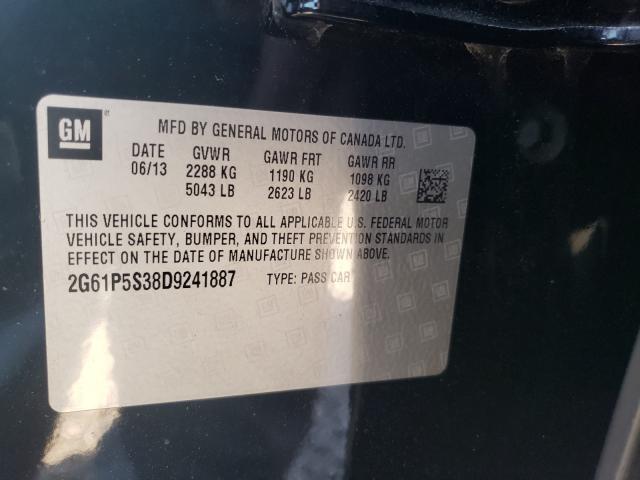 GM
MFD BY GENERAL MOTORS OF CANADA LTD.
DATE GVWR GAWR FRT GAWR RR
06/13 2288 KG 1190 KG 1098 KG
5043 LB 2623 LB 2420 LB
THIS VEHICLE CONFORMS TO ALL APPLICABLE U.S. FEDERAL MOTOR
VEHICLE SAFETY, BUMPER, AND THEFT PREVENTION STANDARDS IN
EFFECT ON THE DATE OF MANUFACTURE SHOWN ABOVE.
2G61P5S38D9241887 TYPE: PASS CAR